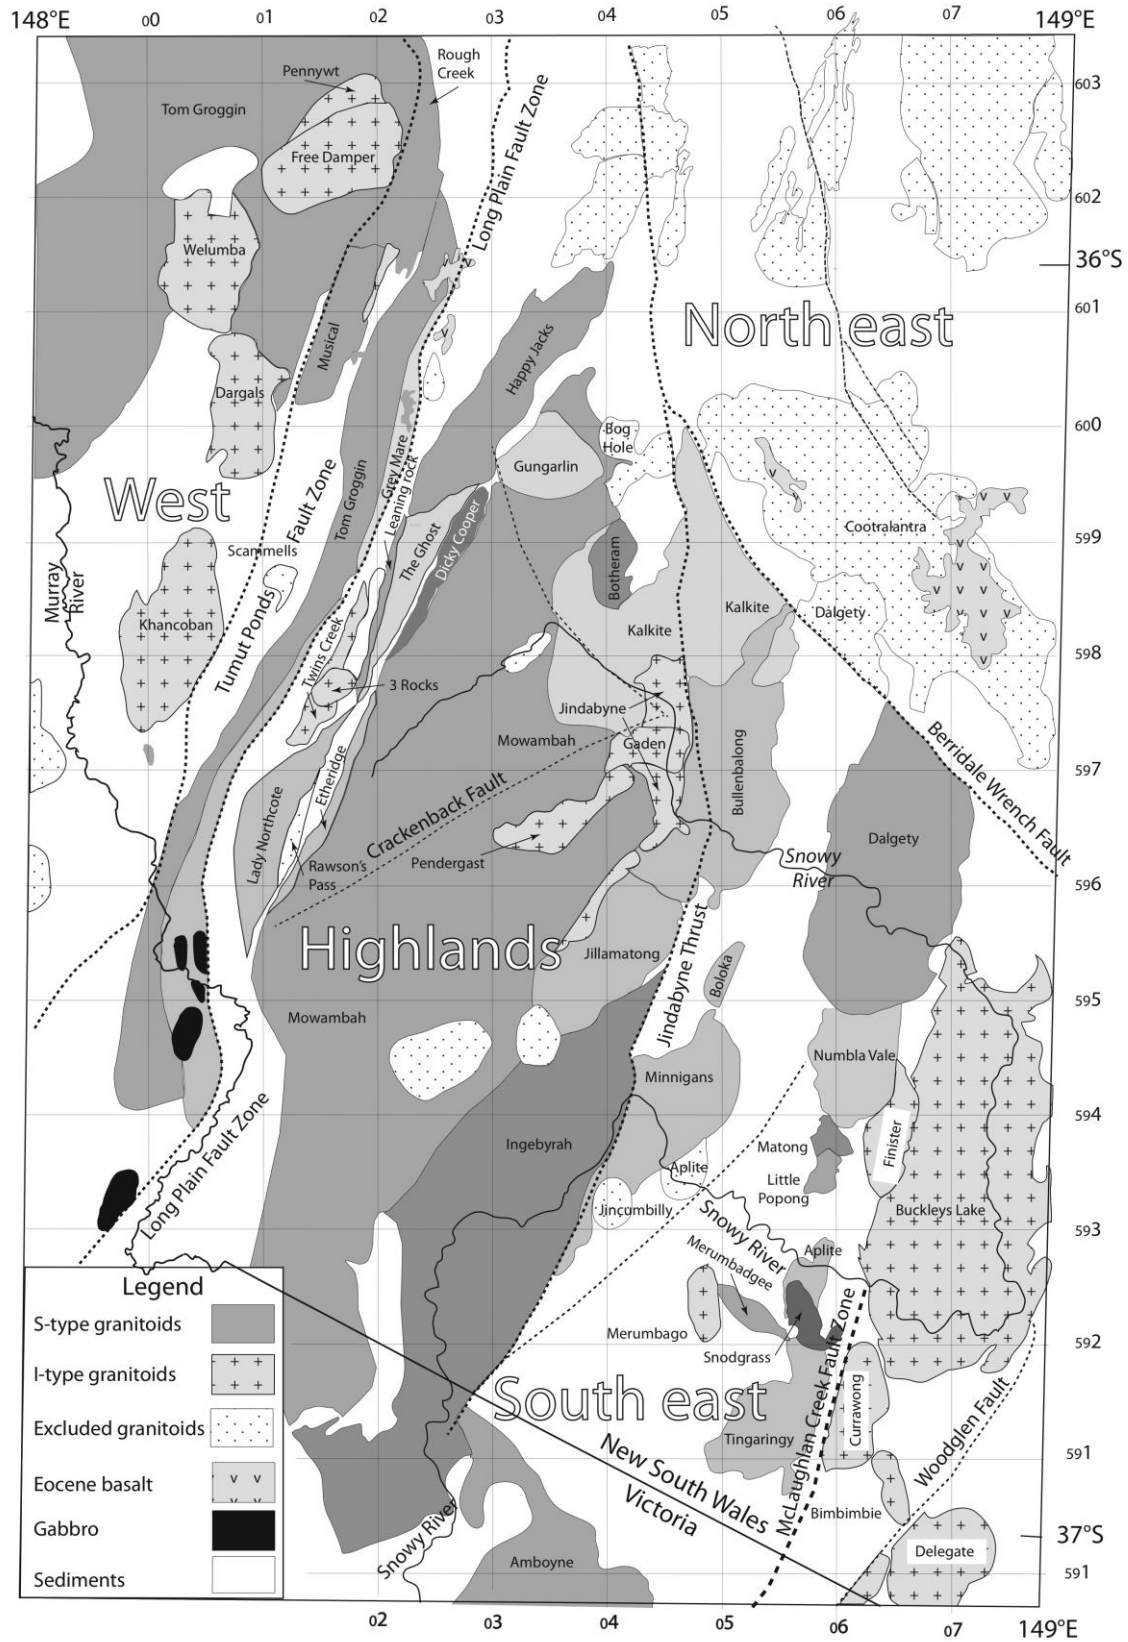 148°E
00
01
02
03
04
05
06
07
149°E
Rough
Creek
Pennywt
603
Tom Groggin
Free Damper
Long Plain Fault Zone
602
Welumba
36°S
601
North east
Musical
Happy Jacks
Dargals
600
Bog
Hole
Grey Mare
Leaning rock
Gungarlin
West
Fault Zone
Tom Groggin
Cootralantra
Dicky Cooper
The Ghost
599
Scammells
Botheram
Murray
River
Tumut Ponds
Kalkite
Dalgety
Khancoban
Kalkite
Twins Creek
598
3 Rocks
Jindabyne
Mowambah
Gaden
Berridale Wrench Fault
Bullenbalong
Etheridge
597
Crackenback Fault
Lady Northcote
Dalgety
Pendergast
Snowy
River
Rawson's
Pass
596
Highlands
Jillamatong
Boloka
Jindabyne Thrust
595
Mowambah
Numbla Vale
Minnigans
594
Long Plain Fault Zone
Ingebyrah
Matong
Finister
Aplite
Little
Popong
Jincumbilly
Snowy River
Buckleys Lake
593
Merumbadgee
Aplite
Legend
S-type granitoids
I-type granitoids
Excluded granitoids
Eocene basalt
Gabbro
Sediments
Merumbago
592
Snodgrass
South east
McLaughlan Creek Fault Zone
Currawong
Woodglen Fault
Tingaringy
591
New South Wales
Victoria
Bimbimbie
37°S
Snowy River
Amboyne
Delegate
591
02
03
04
05
06
07
149°E